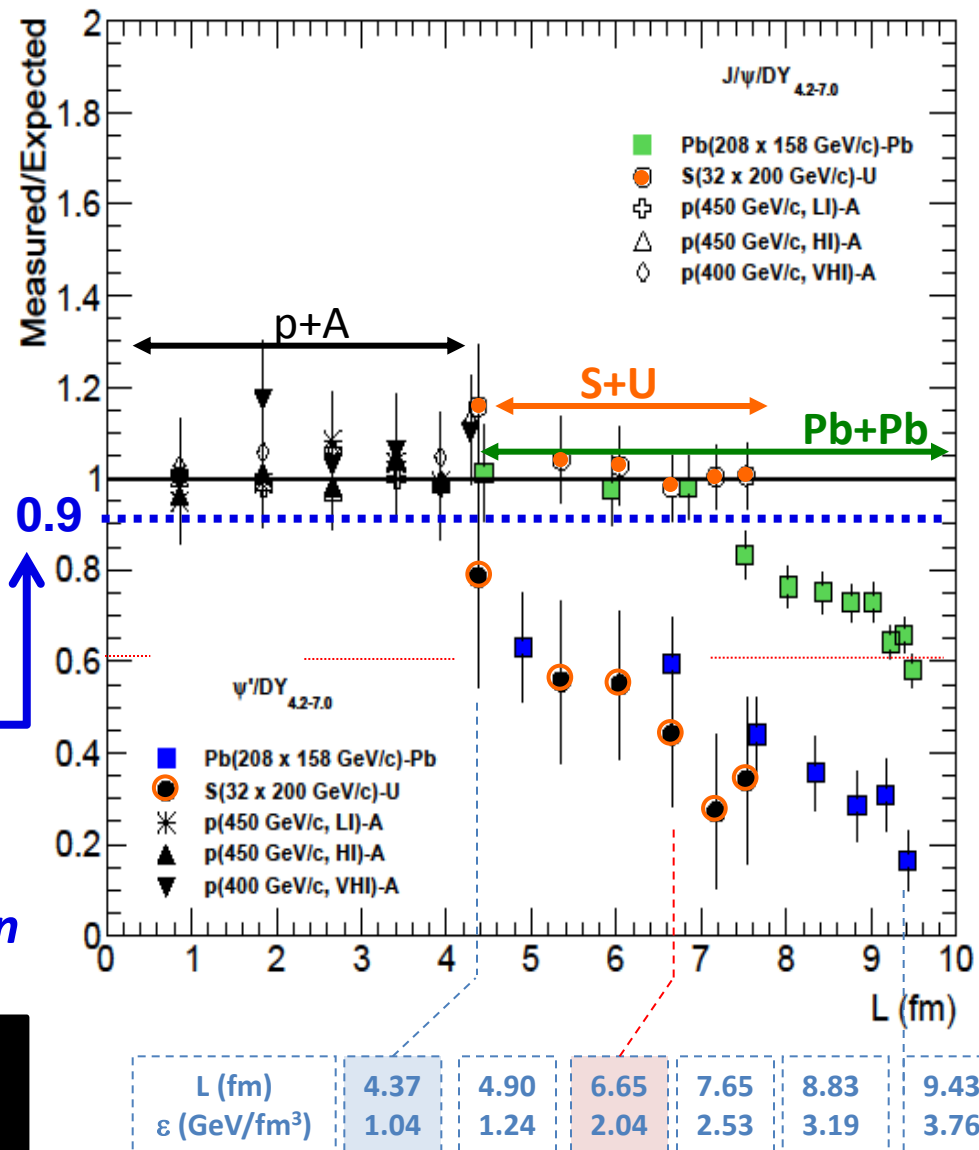 Measured/Expected
2
1.8
1.6
1.4
1.2
1
0.9
0.8
0.6
0.4
0.2
0
J/ψ/DY 4.2-7.0
Pb(208 x 158 GeV/c)-Pb
S(32 x 200 GeV/c)-U
p(450 GeV/c, LI)-A
p(450 GeV/c, HI)-A
p(400 GeV/c, VHI)-A
p+A
S+U
Pb+Pb
ψ'/DY 4.2-7.0
Pb(208 x 158 GeV/c)-Pb
S(32 x 200 GeV/c)-U
p(450 GeV/c, LI)-A
p(450 GeV/c, HI)-A
p(400 GeV/c, VHI)-A
n
0 1 2 3 4 5 6 7 8 9 10
L (fm)
L (fm) 4.37 4.90 6.65 7.65 8.83 9.43
ε (GeV/fm³) 1.04 1.24 2.04 2.53 3.19 3.76